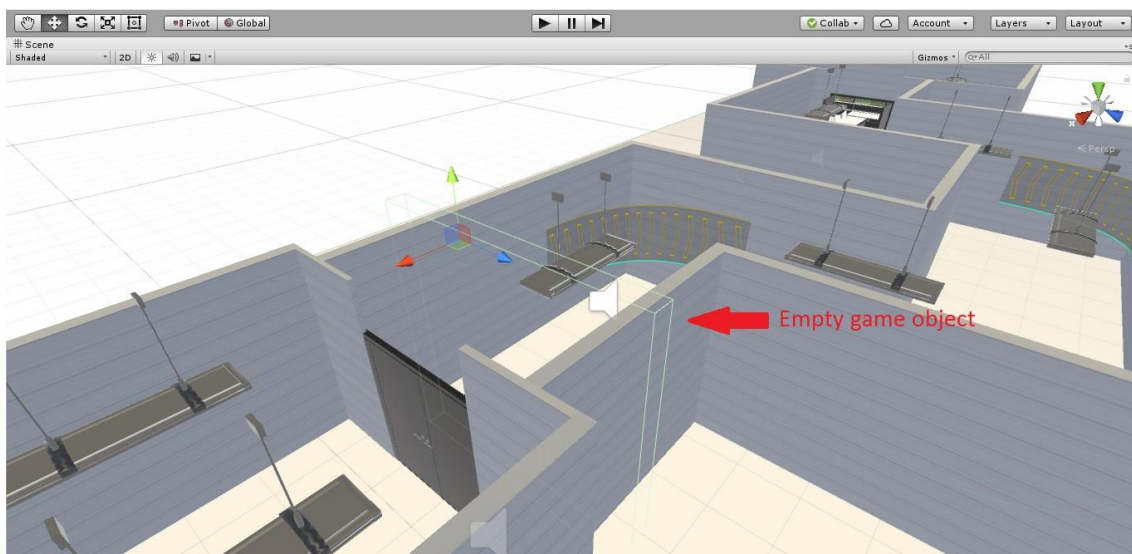 Pivot Global Collab Account Layers Layout
Scene
Shaded 2D Gizmos All
x
Persp
Empty game object